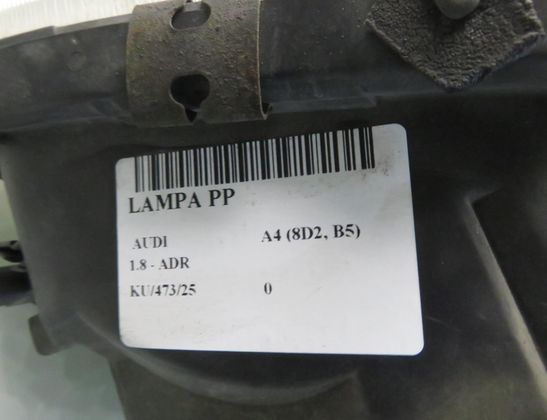 LAMPA PP
AUDI A4 (8D2, B5)
1.8 - ADR
KU/473/25 0